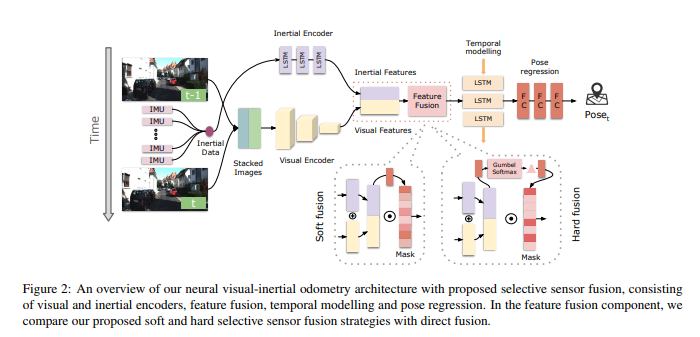 Time
t-1
IMU
IMU
IMU
IMU
t
Inertial
Data
Stacked
Images
Inertial Encoder
LSTM
LSTM
LSTM
Visual Encoder
Inertial Features
Feature
Fusion
Visual Features
Temporal
modelling
LSTM
LSTM
LSTM
Pose
regression
F
C
F
C
F
C
Poset
Soft fusion
Mask
Gumbel
Softmax
Mask
Hard fusion
Figure 2: An overview of our neural visual-inertial odometry architecture with proposed selective sensor fusion, consisting
of visual and inertial encoders, feature fusion, temporal modelling and pose regression. In the feature fusion component, we
compare our proposed soft and hard selective sensor fusion strategies with direct fusion.